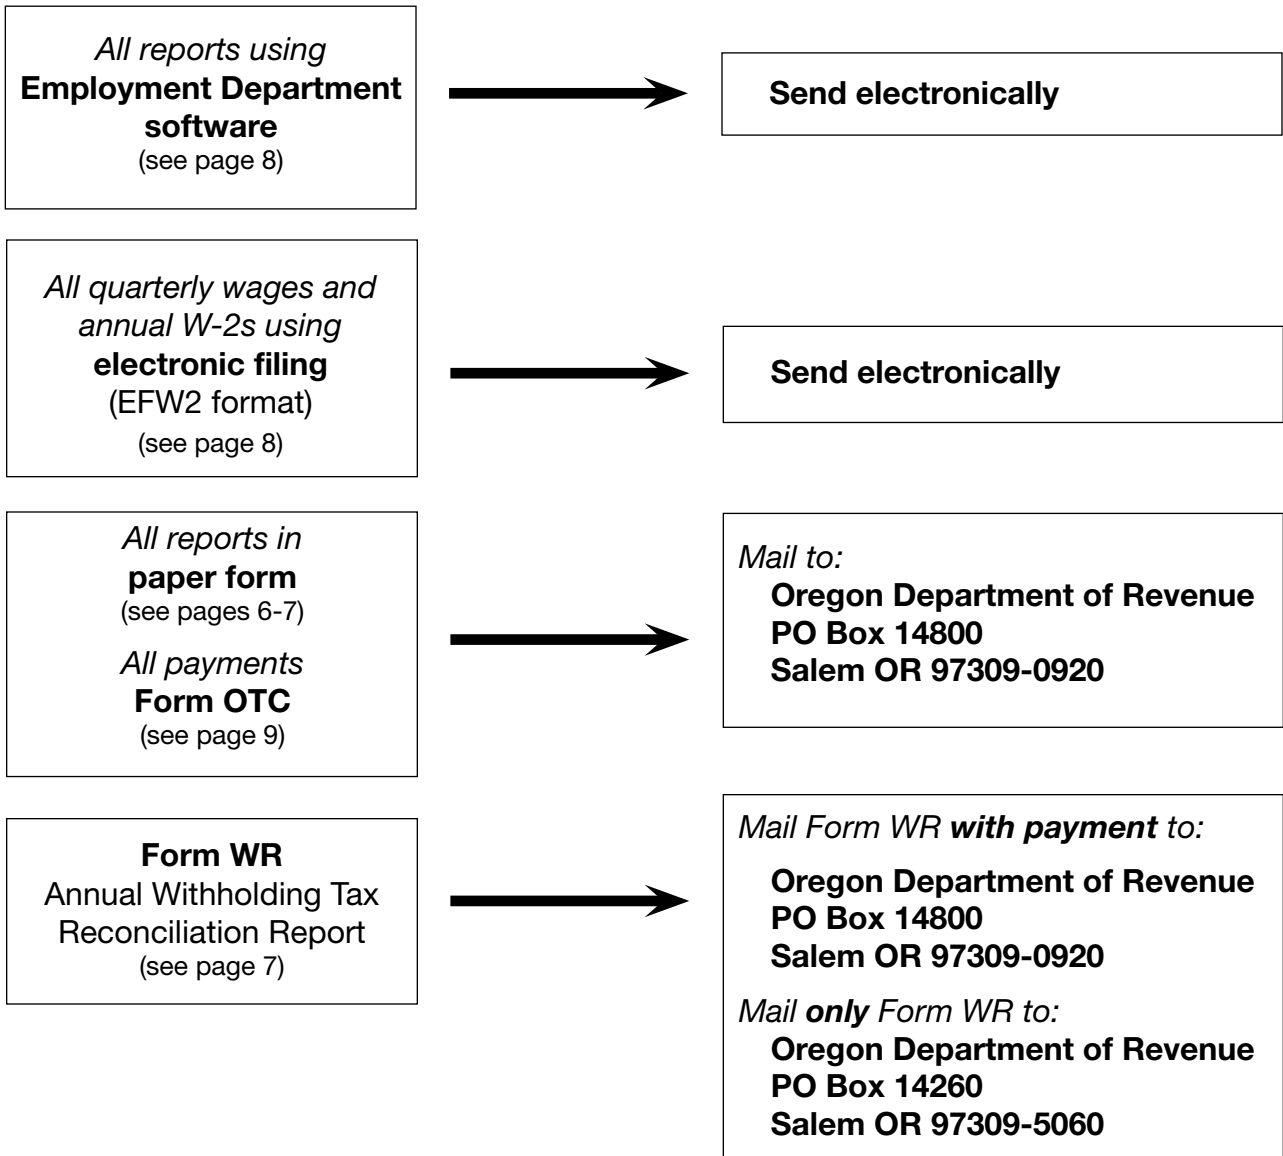 All reports using
Employment Department
software
(see page 8)
Send electronically
All quarterly wages and
annual W-2s using
electronic filing
(EFW2 format)
(see page 8)
Send electronically
All reports in
paper form
(see pages 6-7)
All payments
Form OTC
(see page 9)
Mail to:
Oregon Department of Revenue
PO Box 14800
Salem OR 97309-0920
Form WR
Annual Withholding Tax
Reconciliation Report
(see page 7)
Mail Form WR with payment to:
Oregon Department of Revenue
PO Box 14800
Salem OR 97309-0920
Mail only Form WR to:
Oregon Department of Revenue
PO Box 14260
Salem OR 97309-5060